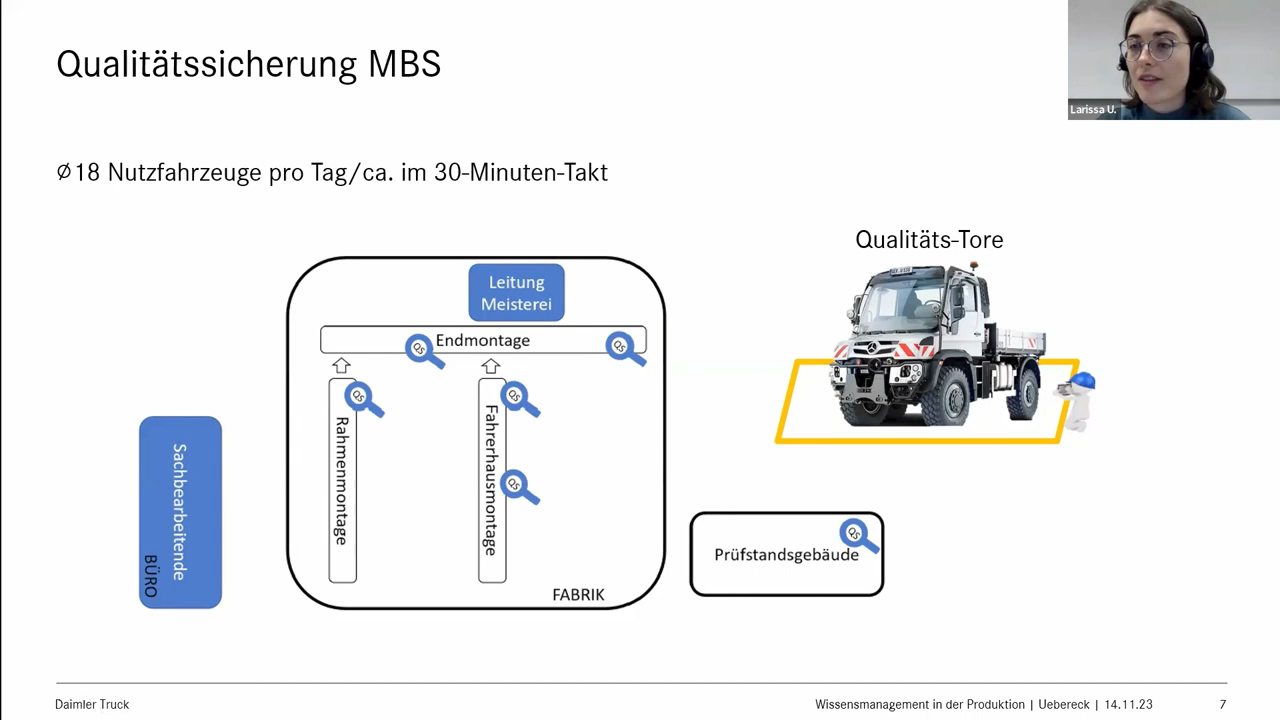 Qualitätssicherung MBS
Larissa U.
Ø18 Nutzfahrzeuge pro Tag/ca. im 30-Minuten-Takt
Qualitäts-Tore
Leitung
Meisterei
QS
Endmontage
QS
QS
Rahmenmontage
QS
Fahrerhausmontage
QS
Sachbearbeitende
BÜRO
FABRIK
QS
Prüfstandsgebäude
Daimler Truck
Wissensmanagement in der Produktion | Uebereck | 14.11.23
7